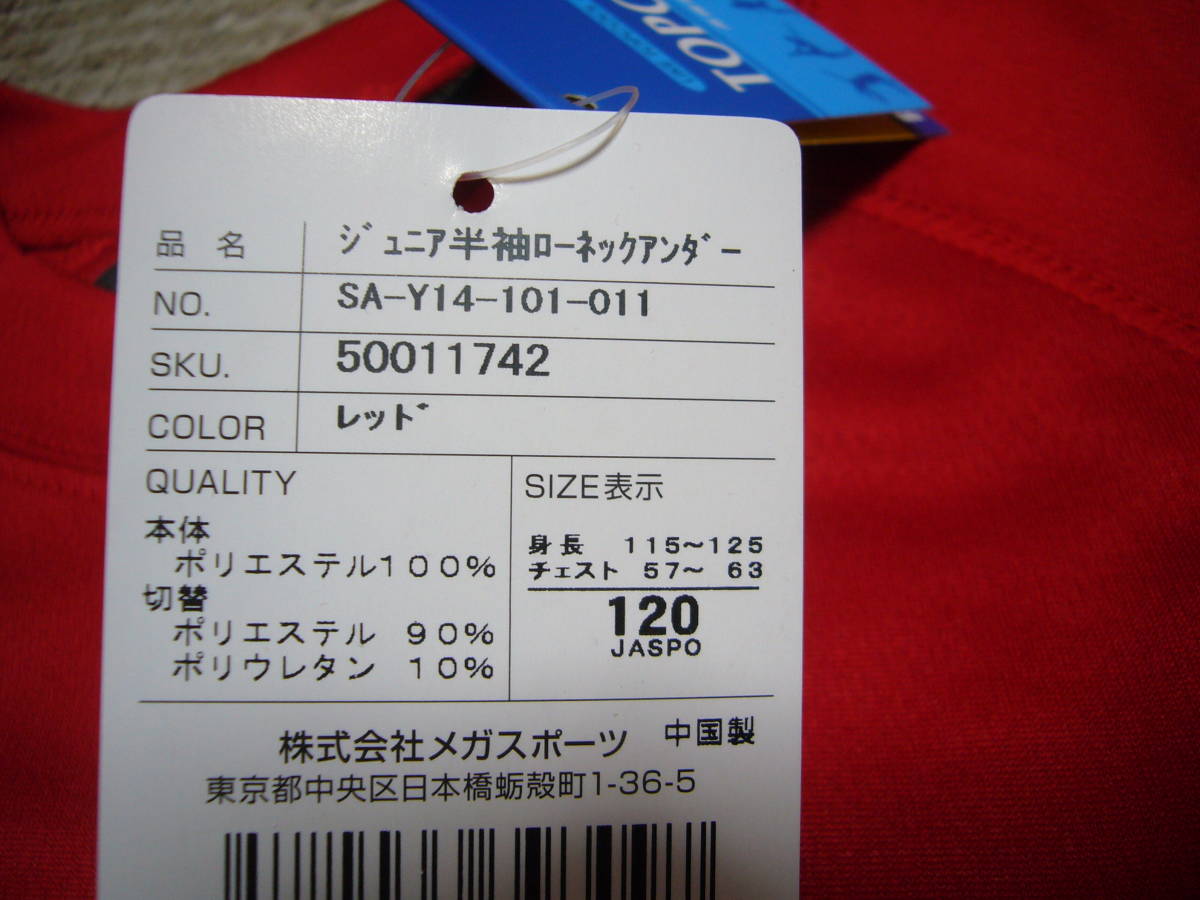 品名 ジュニア半袖ローネックアンダー
NO. SA-Y14-101-011
SKU. 50011742
COLOR レッド
QUALITY
本体
ポリエステル100%
切替
ポリエステル 90%
ポリウレタン 10%
SIZE表示
身長 115~125
チェスト 57~ 63
120
JASPO
株式会社メガスポーツ 中国製
東京都中央区日本橋蛎殻町1-36-5